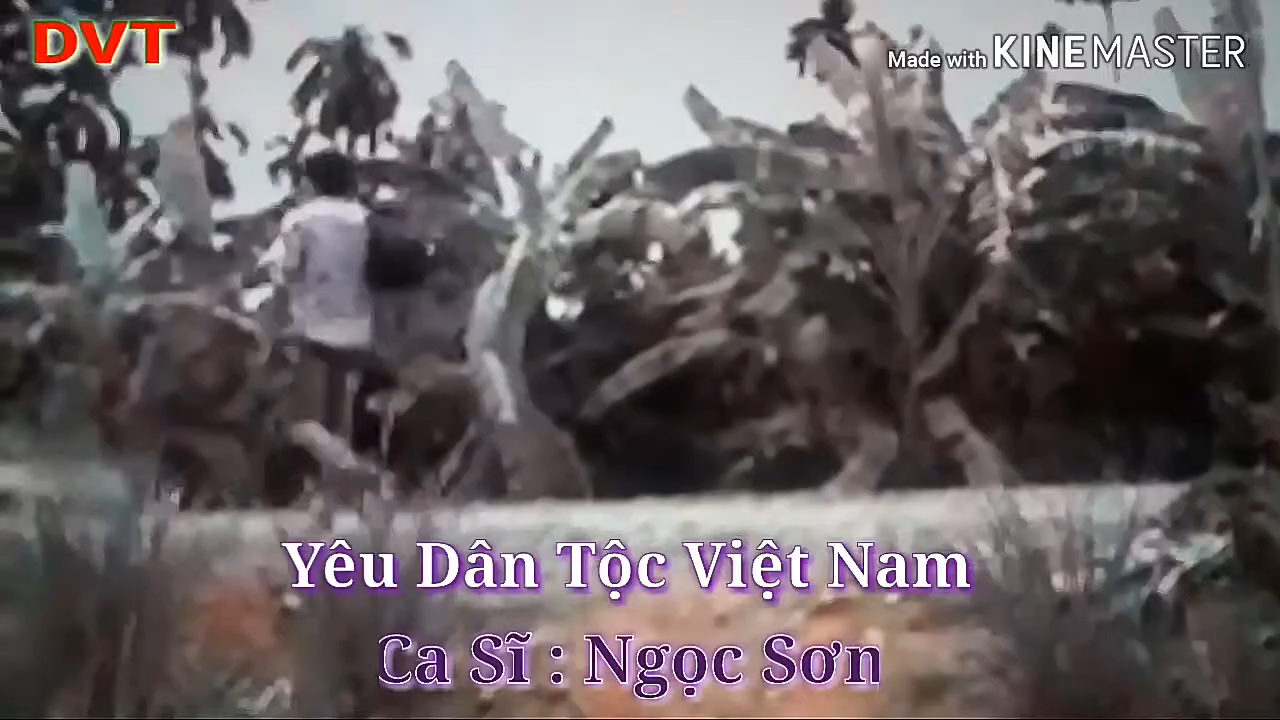 DVT
Made with KINEMASTER
Yêu Dân Tộc Việt Nam
Ca Sĩ : Ngọc Sơn